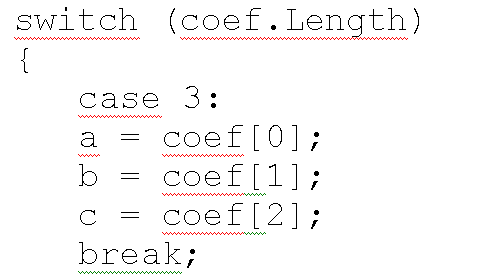 switch (coef.Length)
{
case 3:
a = coef[0];
b = coef[1];
c = coef[2];
break;